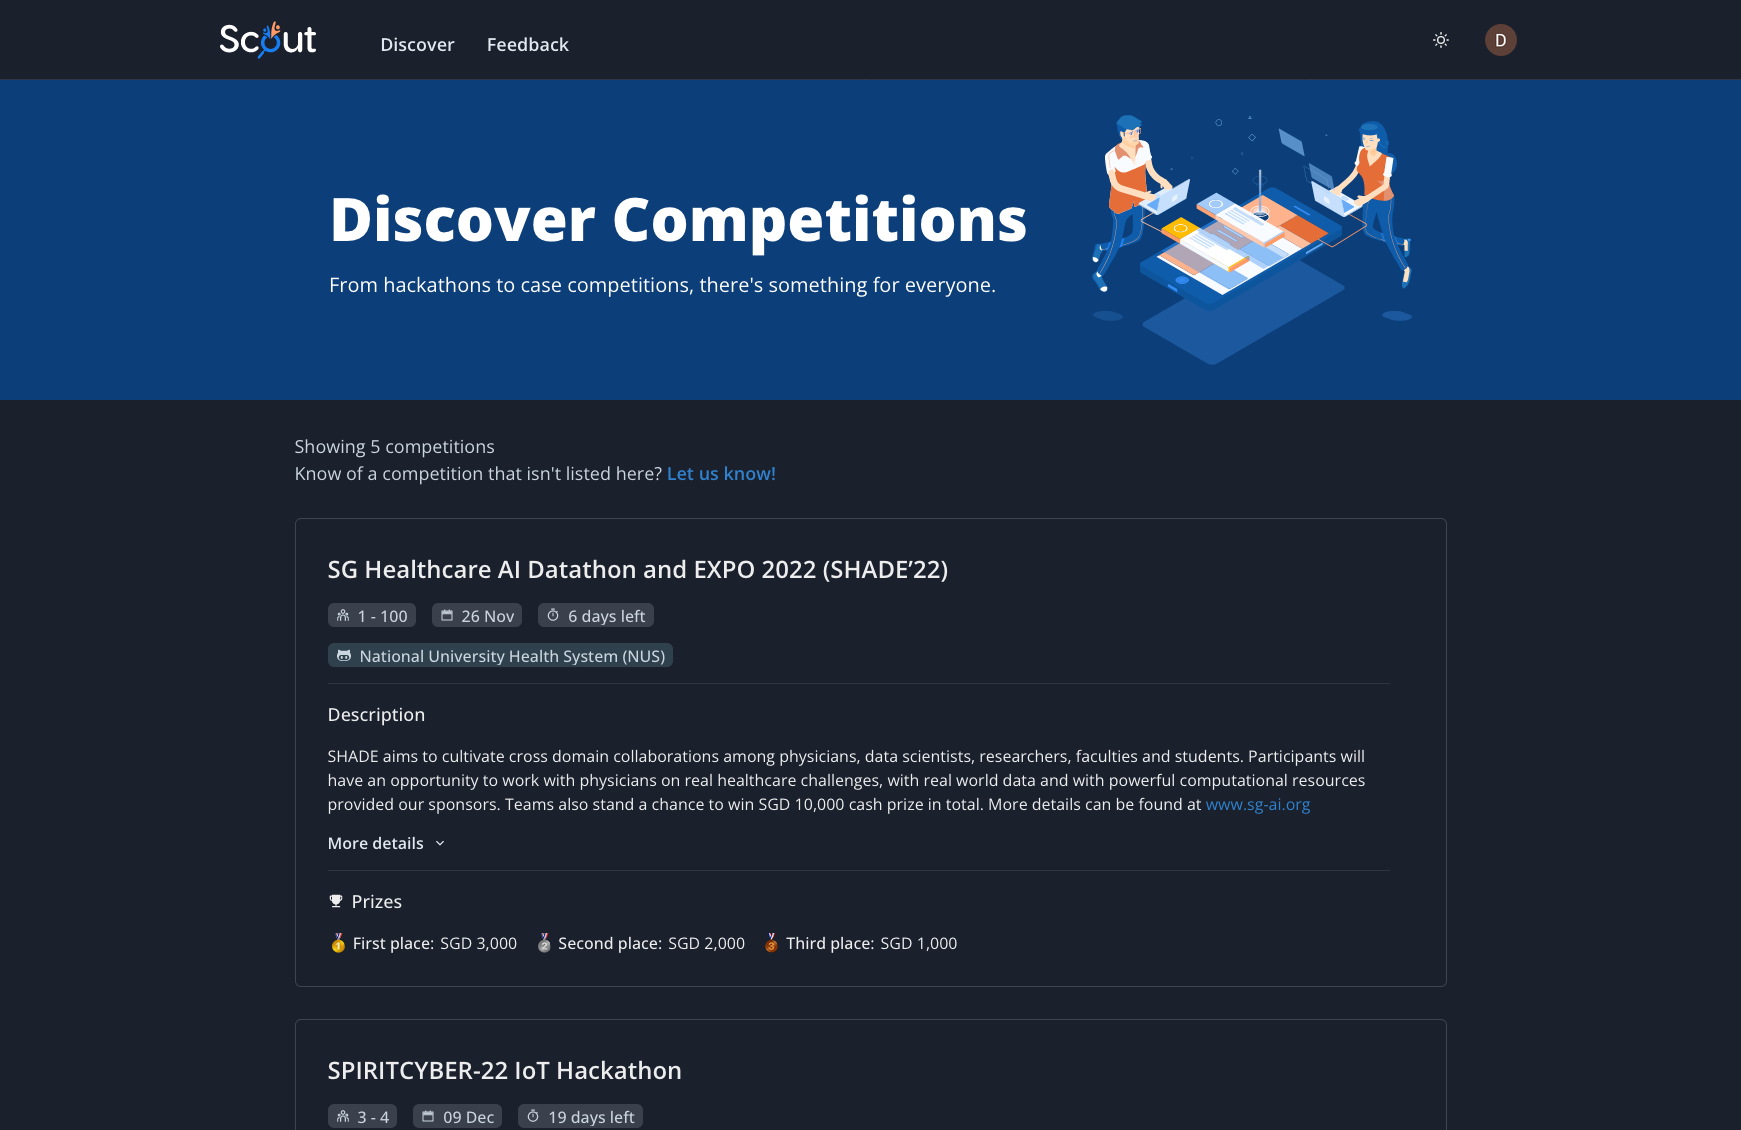 Scout
Discover
Feedback
D
Discover Competitions
From hackathons to case competitions, there's something for everyone.
Showing 5 competitions
Know of a competition that isn't listed here? Let us know!
SG Healthcare AI Datathon and EXPO 2022 (SHADE’22)
1 - 100
26 Nov
6 days left
National University Health System (NUS)
Description
SHADE aims to cultivate cross domain collaborations among physicians, data scientists, researchers, faculties and students. Participants will
have an opportunity to work with physicians on real healthcare challenges, with real world data and with powerful computational resources
provided our sponsors. Teams also stand a chance to win SGD 10,000 cash prize in total. More details can be found at www.sg-ai.org
More details
Prizes
First place: SGD 3,000
Second place: SGD 2,000
Third place: SGD 1,000
SPIRITCYBER-22 IoT Hackathon
3 - 4
09 Dec
19 days left